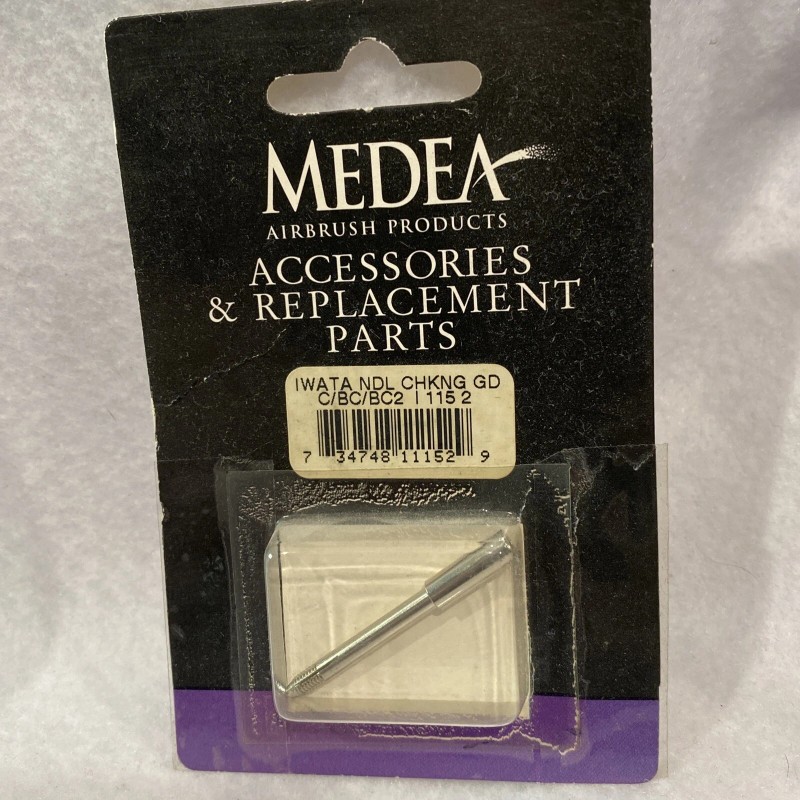 MEDEA
AIRBRUSH PRODUCTS
ACCESSORIES
& REPLACEMENT
PARTS
IWATA NDL CHKNG GD
C/BC/BC2 I 115 2
7 34748 11152 9